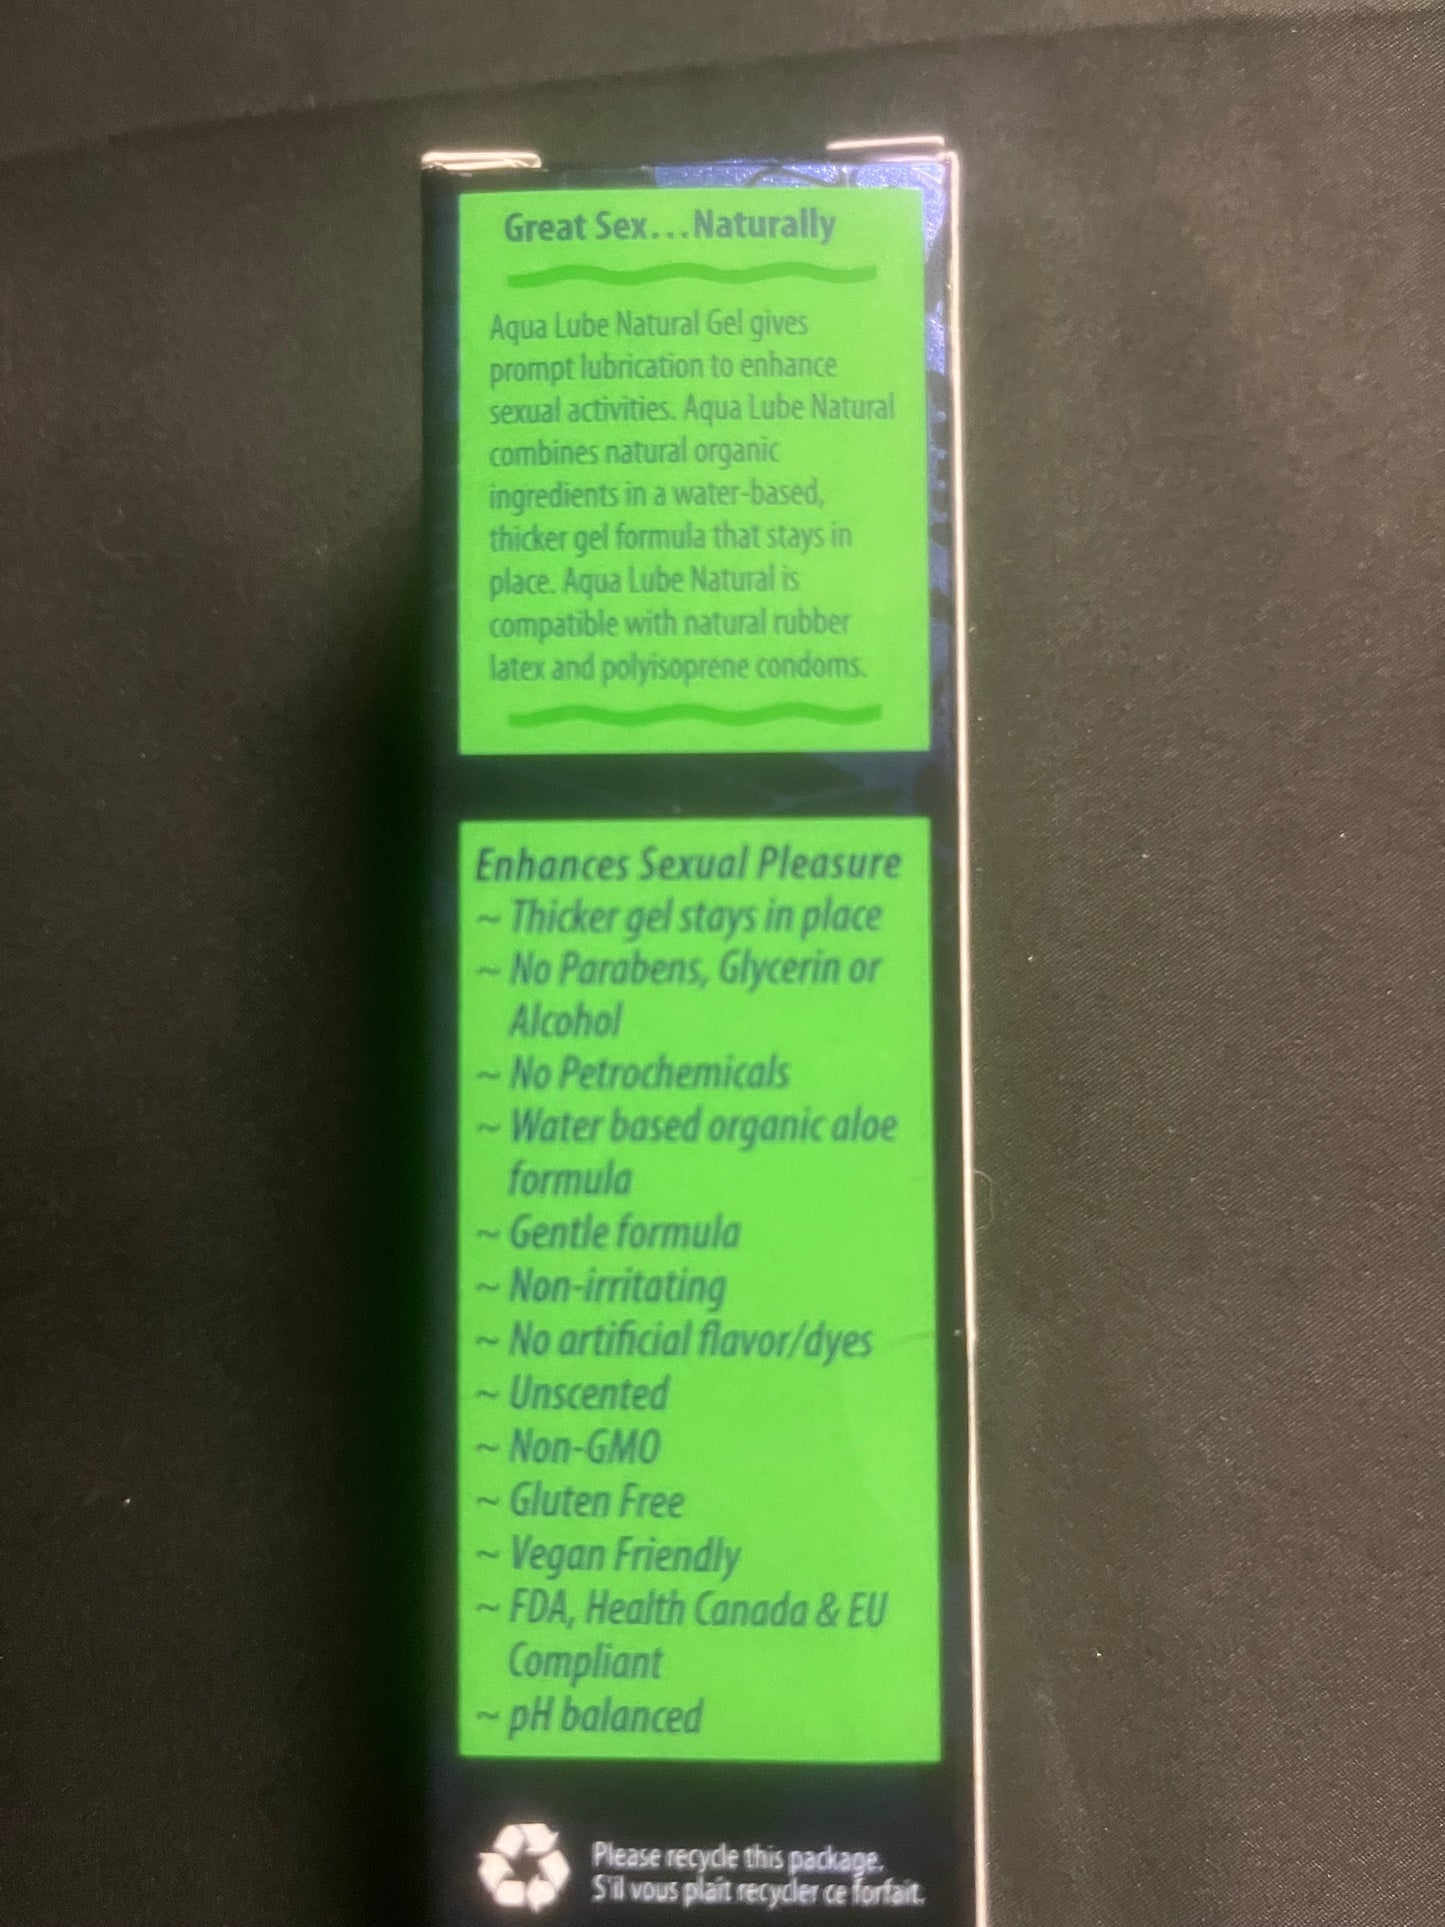 Great Sex...Naturally
Aqua Lube Natural Gel gives
prompt lubrication to enhance
sexual activities. Aqua Lube Natural
combines natural organic
ingredients in a water-based,
thicker gel formula that stays in
place. Aqua Lube Natural is
compatible with natural rubber
latex and polyisoprene condoms.
Enhances Sexual Pleasure
~ Thicker gel stays in place
~ No Parabens, Glycerin or
Alcohol
~ No Petrochemicals
~ Water based organic aloe
formula
~ Gentle formula
~ Non-irritating
~ No artificial flavor/dyes
~ Unscented
~ Non-GMO
~ Gluten Free
~ Vegan Friendly
~ FDA, Health Canada & EU
Compliant
~ pH balanced
Please recycle this package.
S'il vous plaît recycler ce forfait.